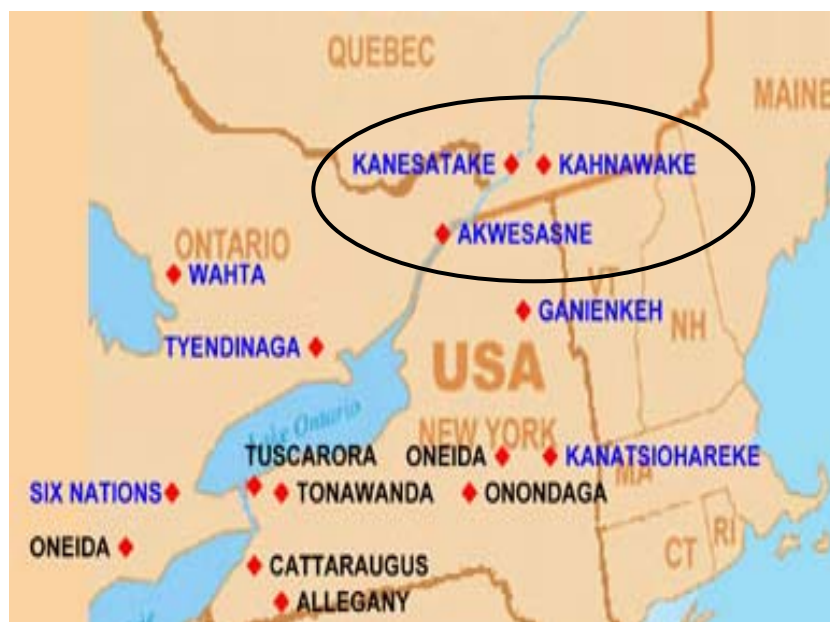 QUEBEC
MAINE
KANESATAKE
KAHNAWAKE
AKWESASNE
ONTARIO
WAHTA
VT
GANIENKEH
NH
TYENDINAGA
USA
Lake Ontario
NEW YORK
TUSCARORA
ONEIDA
KANATSIOHAREKE
MA
SIX NATIONS
TONAWANDA
ONONDAGA
ONEIDA
CT
RI
CATTARAUGUS
ALLEGANY